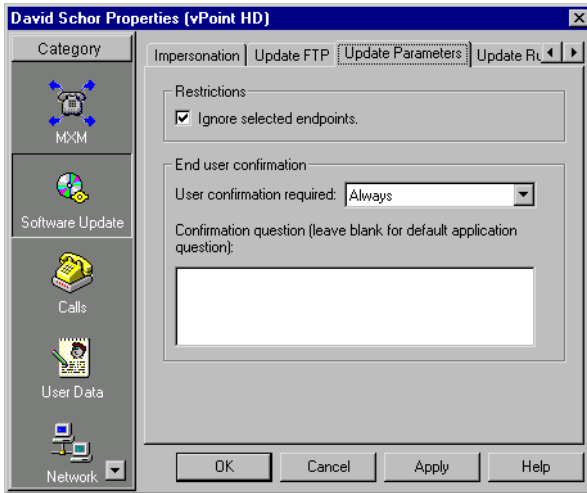 David Schor Properties (vPoint HD)
Category
MXM
Software Update
Calls
User Data
Network
Impersonation
Update FTP
Update Parameters
Update Ru
Restrictions
Ignore selected endpoints.
End user confirmation
User confirmation required:
Always
Confirmation question (leave blank for default application
question):
OK
Cancel
Apply
Help